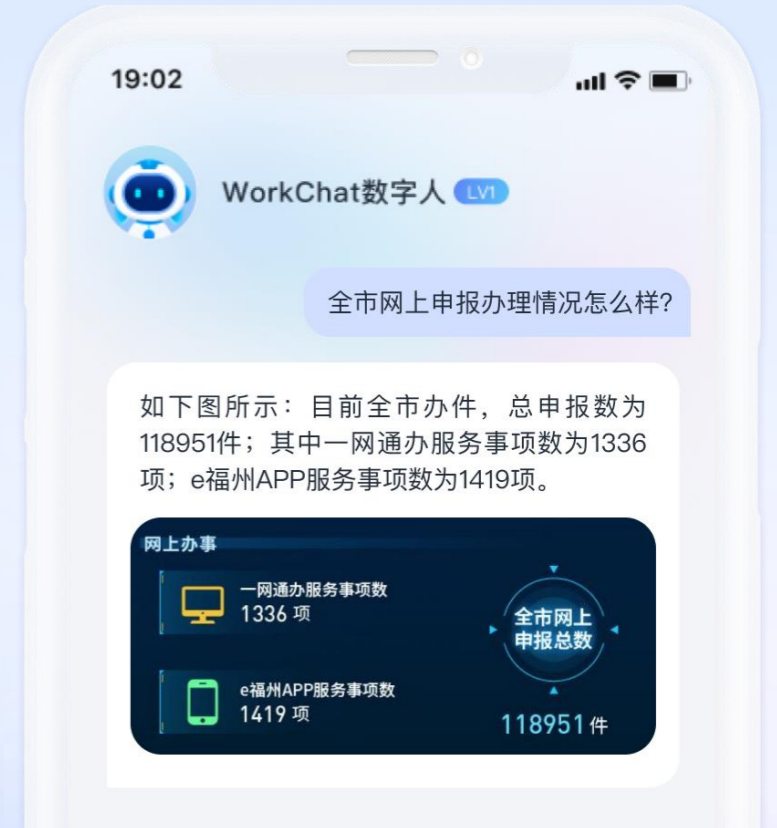 19:02
WorkChat数字人 LV1
全市网上申报办理情况怎么样?
如下图所示：目前全市办件，总申报数为
118951件；其中一网通办服务事项数为1336
项；e福州APP服务事项数为1419项。
网上办事
一网通办服务事项数
1336 项
e福州APP服务事项数
1419 项
全市网上
申报总数
118951 件